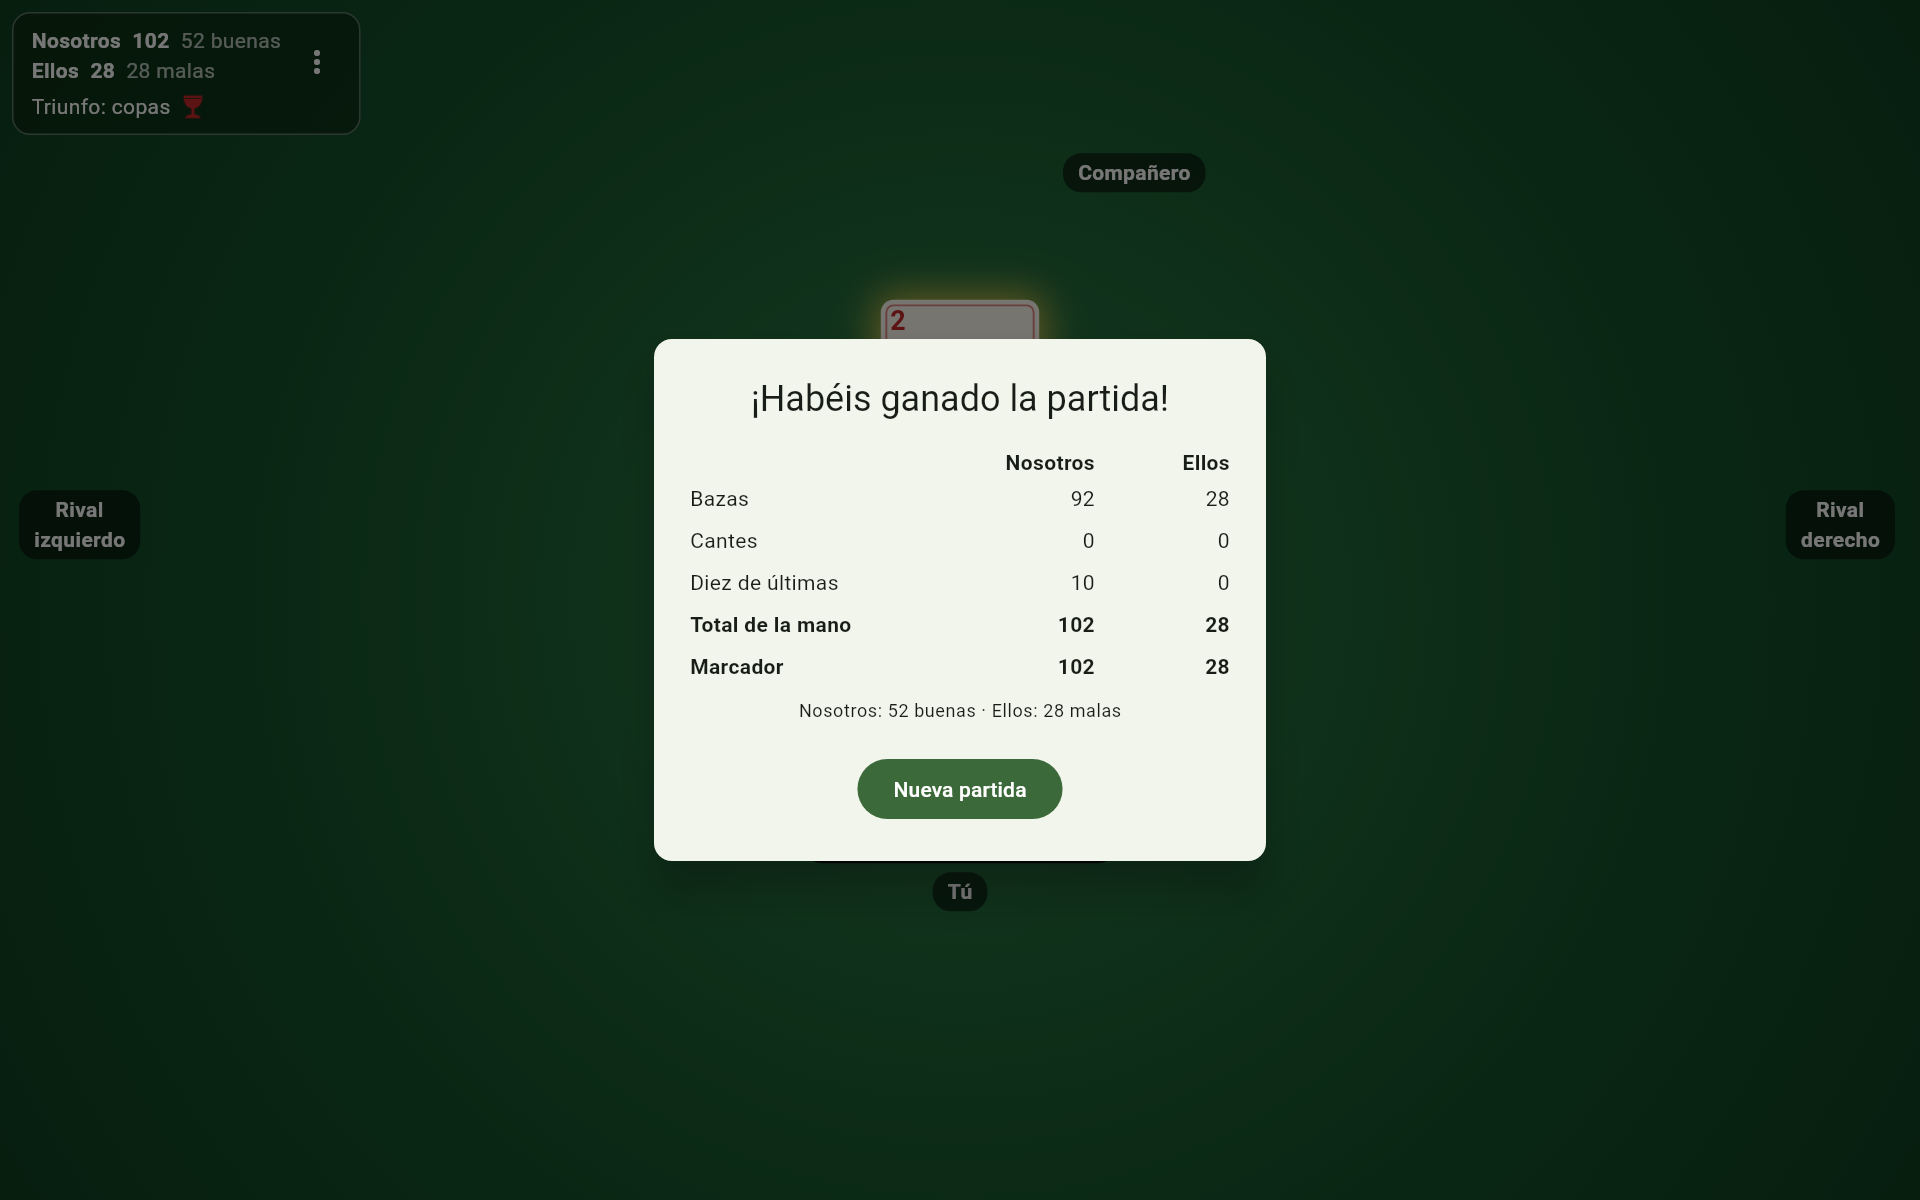 Nosotros 102 52 buenas
Ellos 28 28 malas
Triunfo: copas
Compañero
2
¡Habéis ganado la partida!
Nosotros Ellos
Bazas 92 28
Cantes 0 0
Diez de últimas 10 0
Total de la mano 102 28
Marcador 102 28
Nosotros: 52 buenas · Ellos: 28 malas
Nueva partida
Rival
izquierdo
Rival
derecho
Tú